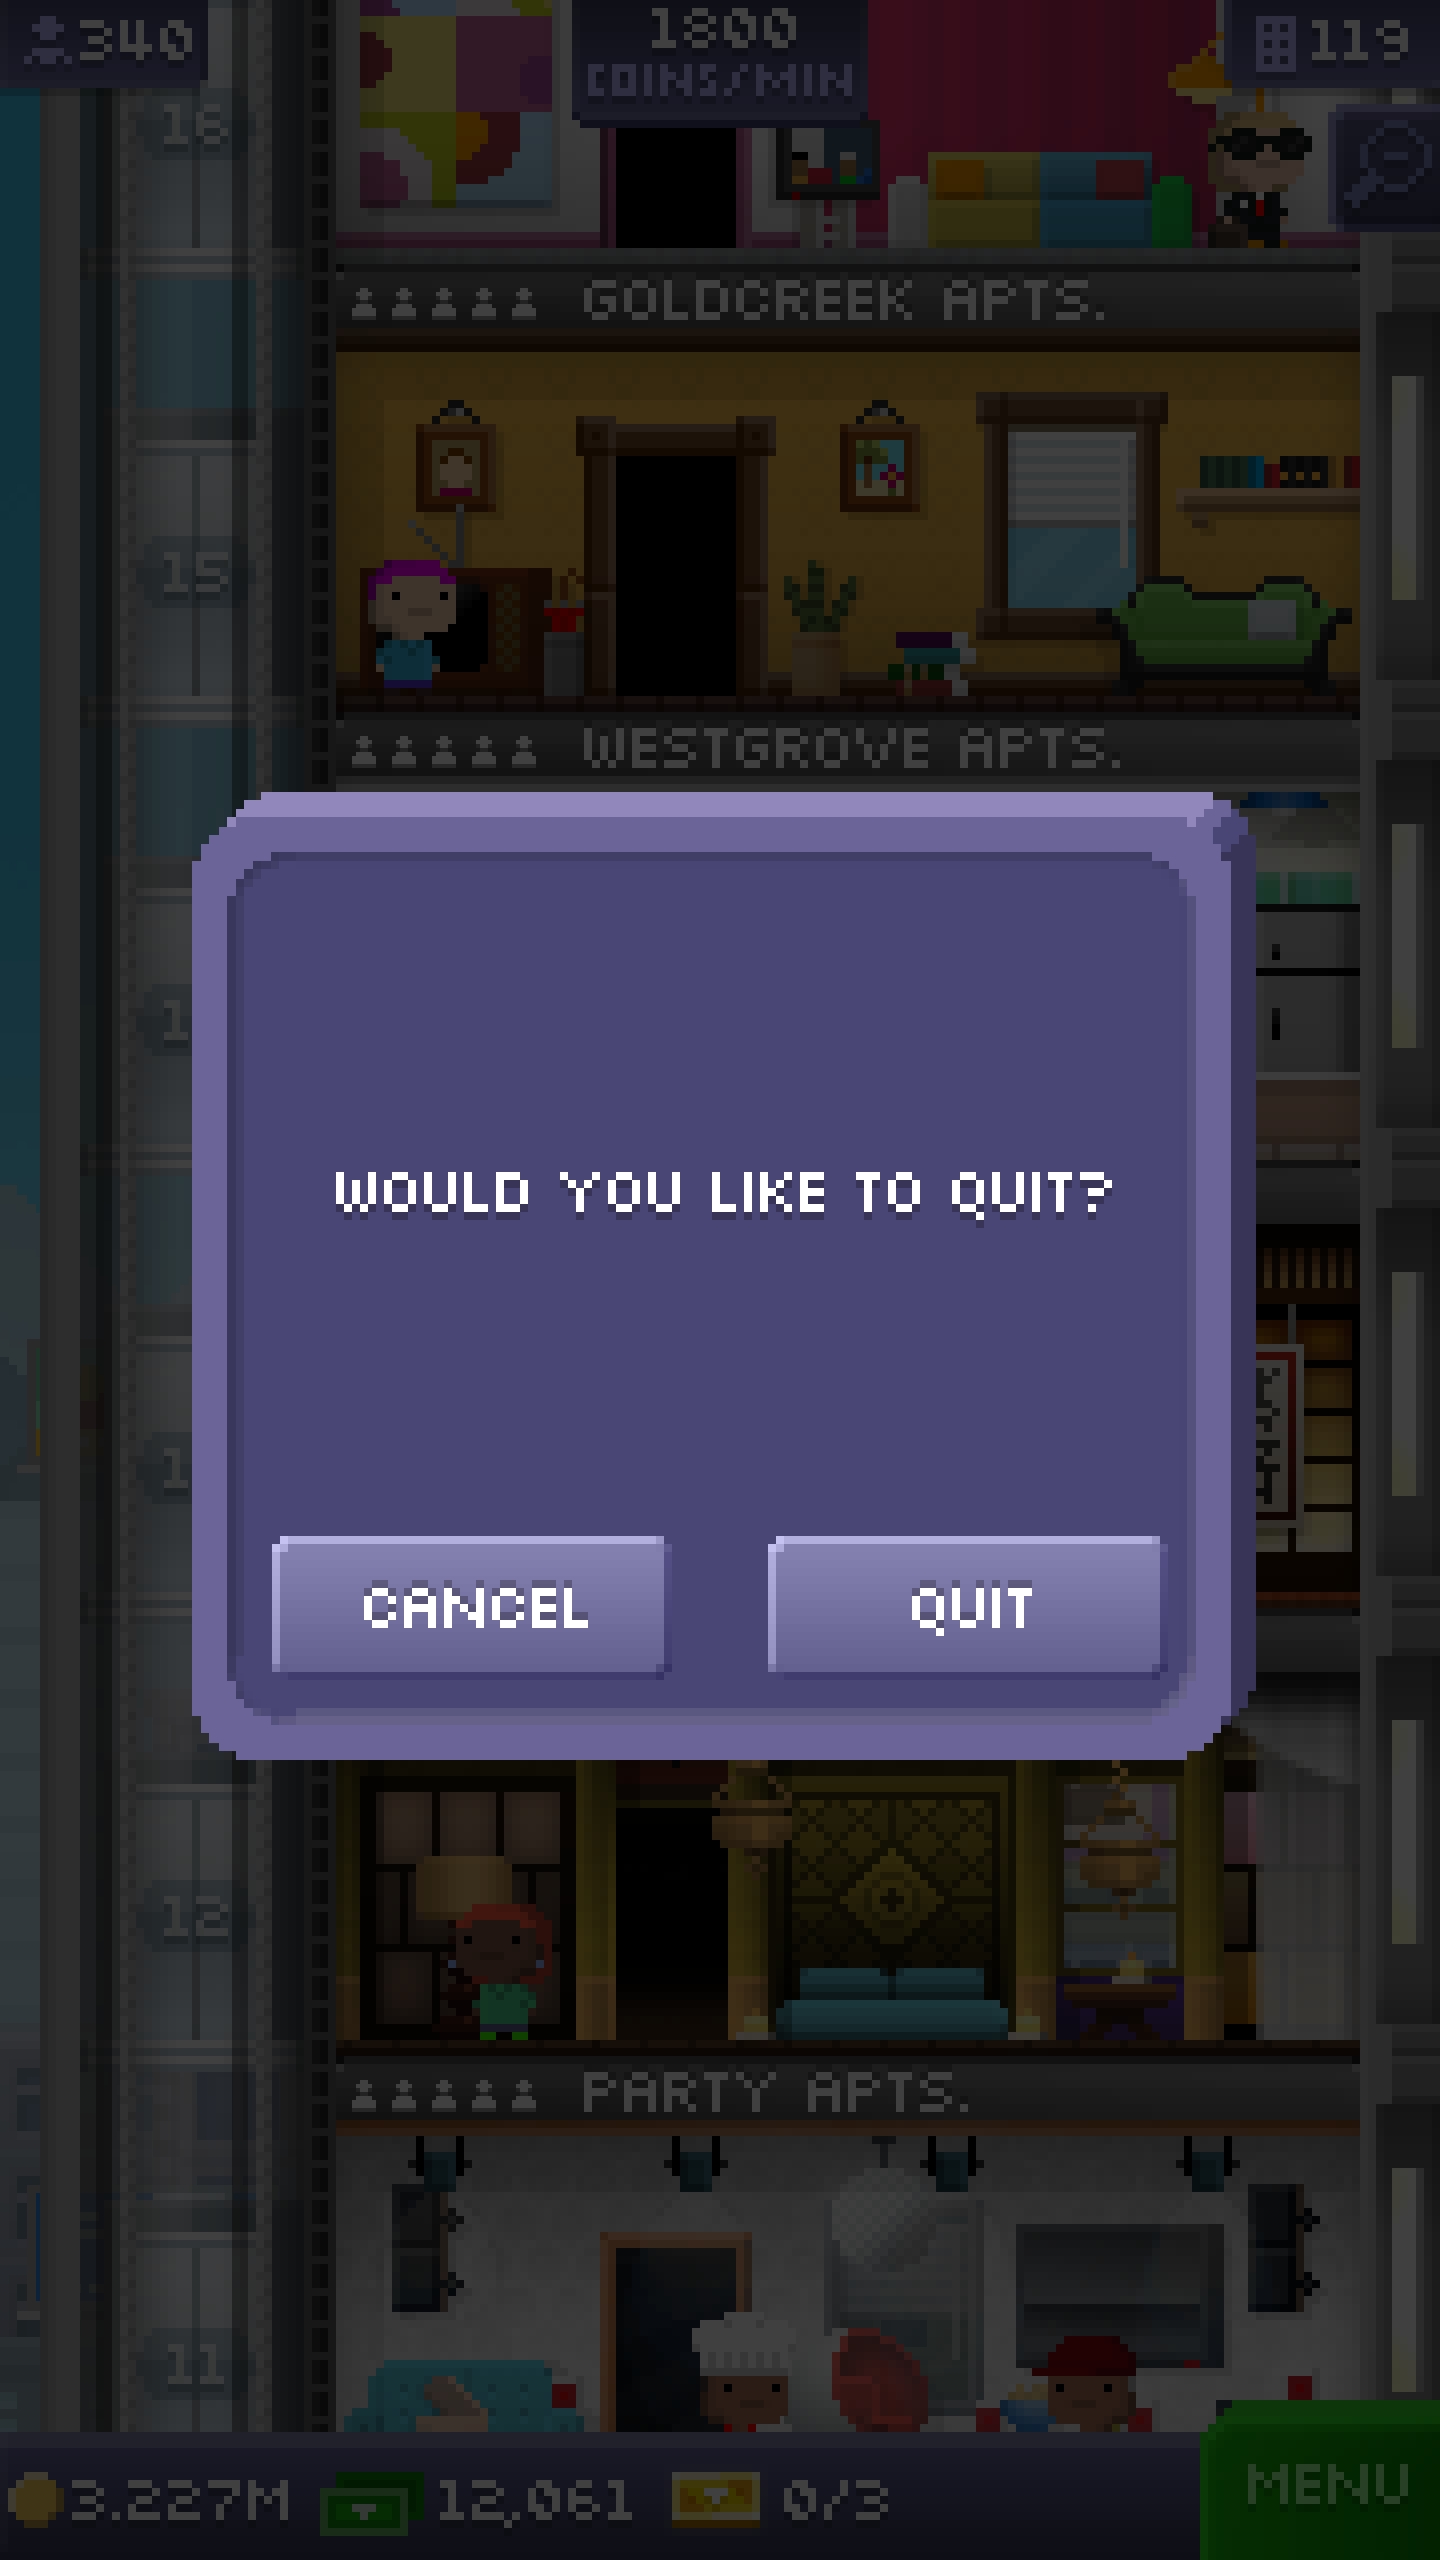 340
1800
COINS/MIN
119
16
GOLDCREEK APTS.
15
WESTGROVE APTS.
1
WOULD YOU LIKE TO QUIT?
1
CANCEL
QUIT
12
PARTY APTS.
11
3.227M
12,061
0/3
MENU